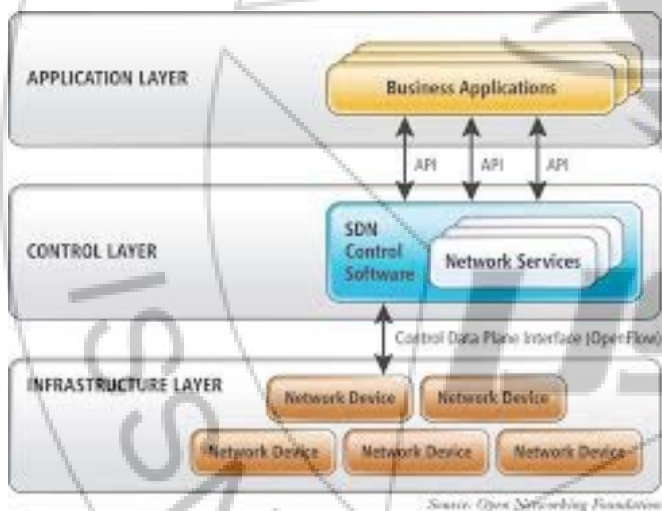 APPLICATION LAYER
Business Applications
API
API
API
CONTROL LAYER
SDN
Control
Software
Network Services
Control Data Plane Interface (OpenFlow)
INFRASTRUCTURE LAYER
Network Device
Network Device
Network Device
Network Device
Network Device
Source: Open Networking Foundation
ISSN